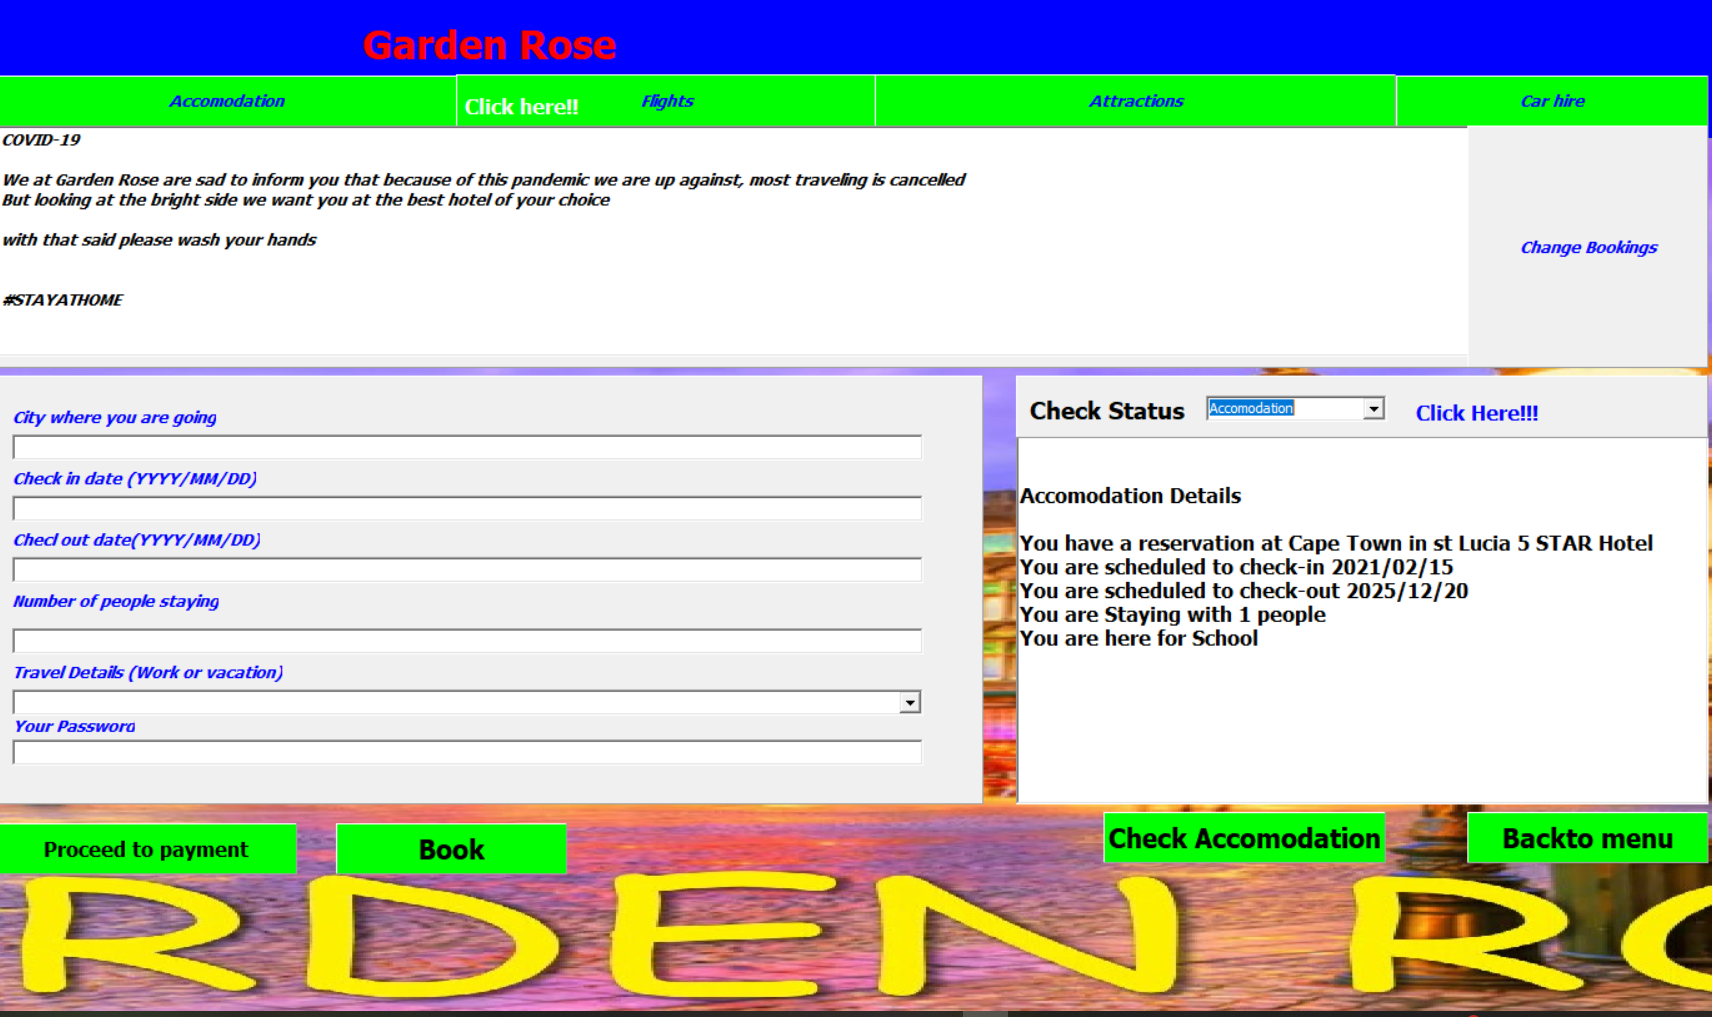 Garden Rose
Accomodation
Click here!!
Flights
Attractions
Car hire
COVID-19
We at Garden Rose are sad to inform you that because of this pandemic we are up against, most traveling is cancelled
But looking at the bright side we want you at the best hotel of your choice
with that said please wash your hands
#STAYATHOME
Change Bookings
City where you are going
Check in date (YYYY/MM/DD)
Checl out date(YYYY/MM/DD)
Number of people staying
Travel Details (Work or vacation)
Your Password
Check Status
Accomodation
Click Here!!!
Accomodation Details
You have a reservation at Cape Town in st Lucia 5 STAR Hotel
You are scheduled to check-in 2021/02/15
You are scheduled to check-out 2025/12/20
You are Staying with 1 people
You are here for School
Proceed to payment
Book
Check Accomodation
Backto menu
RDEN RO